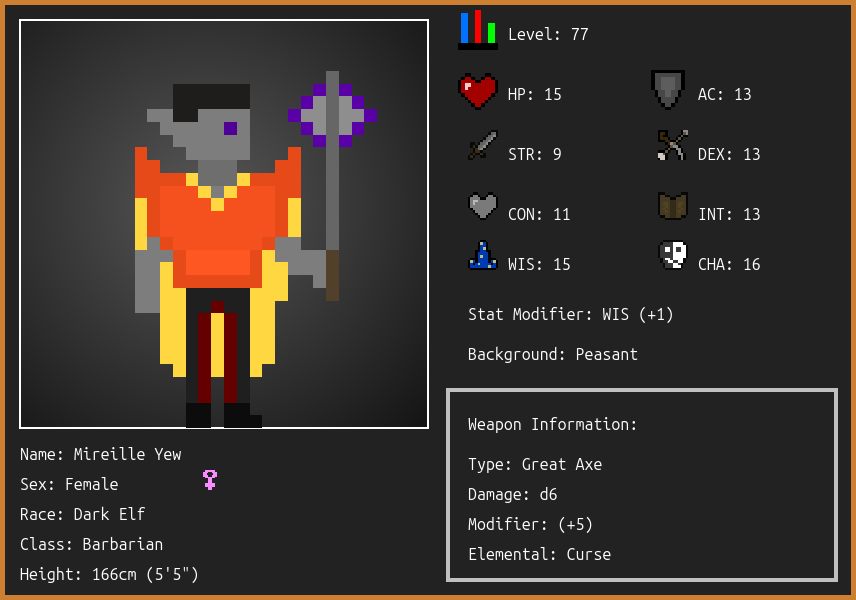 Level: 77
HP: 15
AC: 13
STR: 9
DEX: 13
CON: 11
INT: 13
WIS: 15
CHA: 16
Stat Modifier: WIS (+1)
Background: Peasant
Weapon Information:
Type: Great Axe
Damage: d6
Modifier: (+5)
Elemental: Curse
Name: Mireille Yew
Sex: Female
Race: Dark Elf
Class: Barbarian
Height: 166cm (5'5")